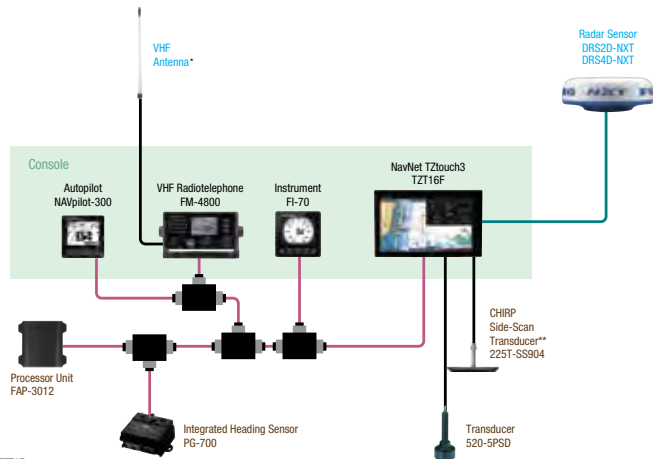 VHF
Antenna*
Radar Sensor
DRS2D-NXT
DRS4D-NXT
NXT
Console
Autopilot
NAVpilot-300
VHF Radiotelephone
FM-4800
Instrument
FI-70
NavNet TZtouch3
TZT16F
CHIRP
Side-Scan
Transducer**
225T-SS904
Processor Unit
FAP-3012
Integrated Heading Sensor
PG-700
Transducer
520-5PSD